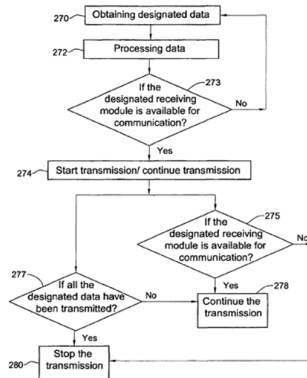 270
Obtaining designated data
272
Processing data
273
If the
designated receiving
module is available for
communication?
No
Yes
274
Start transmission/ continue transmission
275
If the
designated receiving
module is available for
communication?
No
277
If all the
designated data have
been transmitted?
No
Yes
278
Continue the
transmission
Yes
280
Stop the
transmission